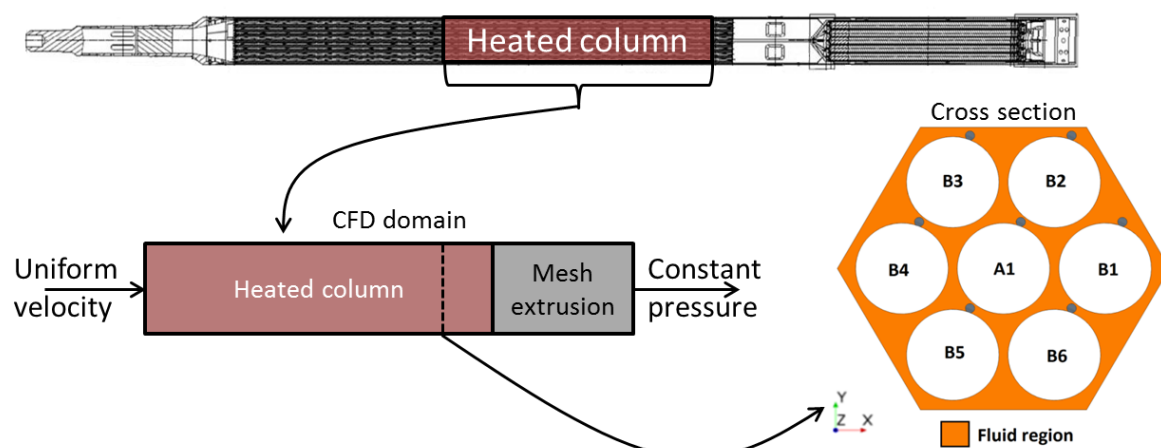 Heated column
Cross section
CFD domain
Uniform
velocity
Heated column
Mesh
extrusion
Constant
pressure
B3
B2
B4
A1
B1
B5
B6
Y
Z
X
Fluid region